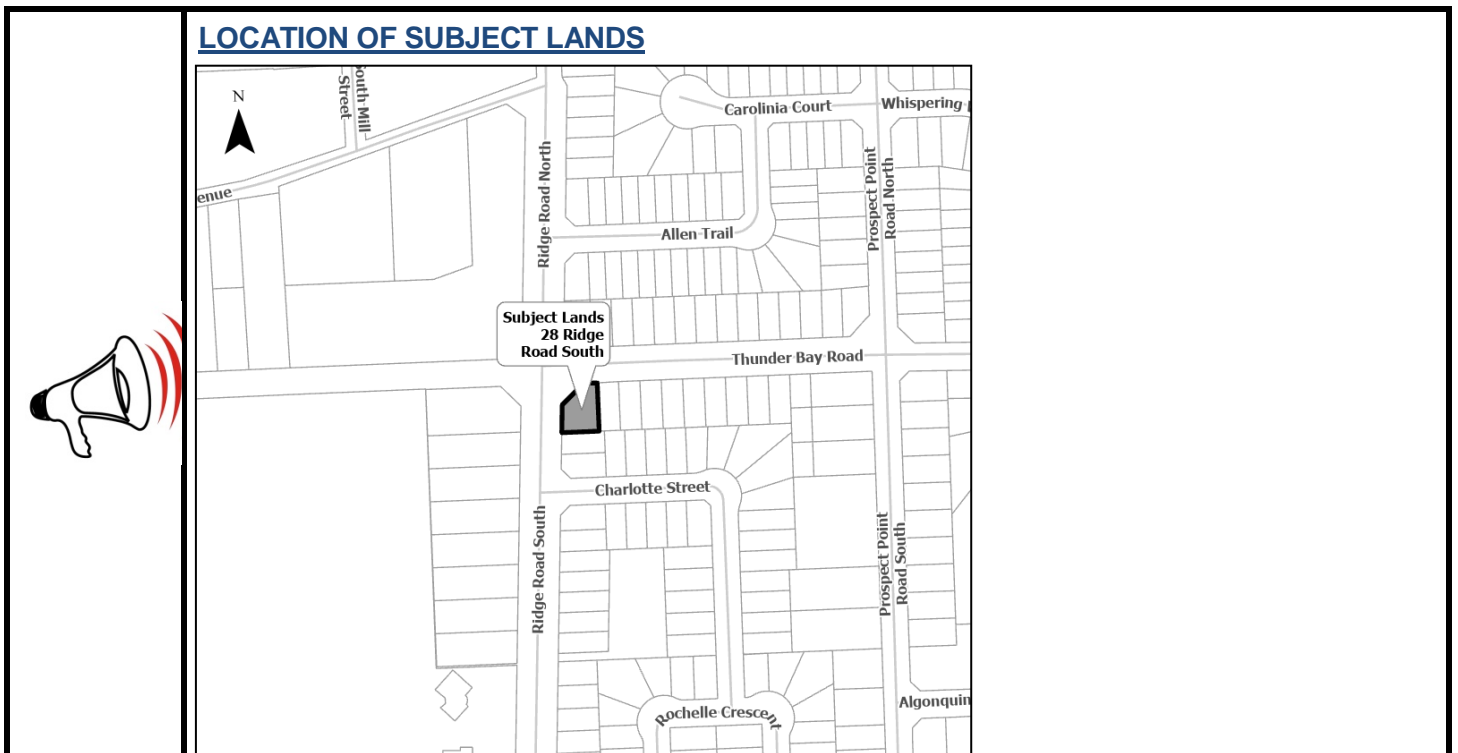 LOCATION OF SUBJECT LANDS
N
South Mill
Street
Carolinia Court
Whispering
enue
Ridge Road North
Prospect Point
Road North
Allen Trail
Subject Lands
28 Ridge
Road South
Thunder Bay Road
Charlotte Street
Ridge Road South
Prospect Point
Road South
Algonquin
Rochelle Crescent